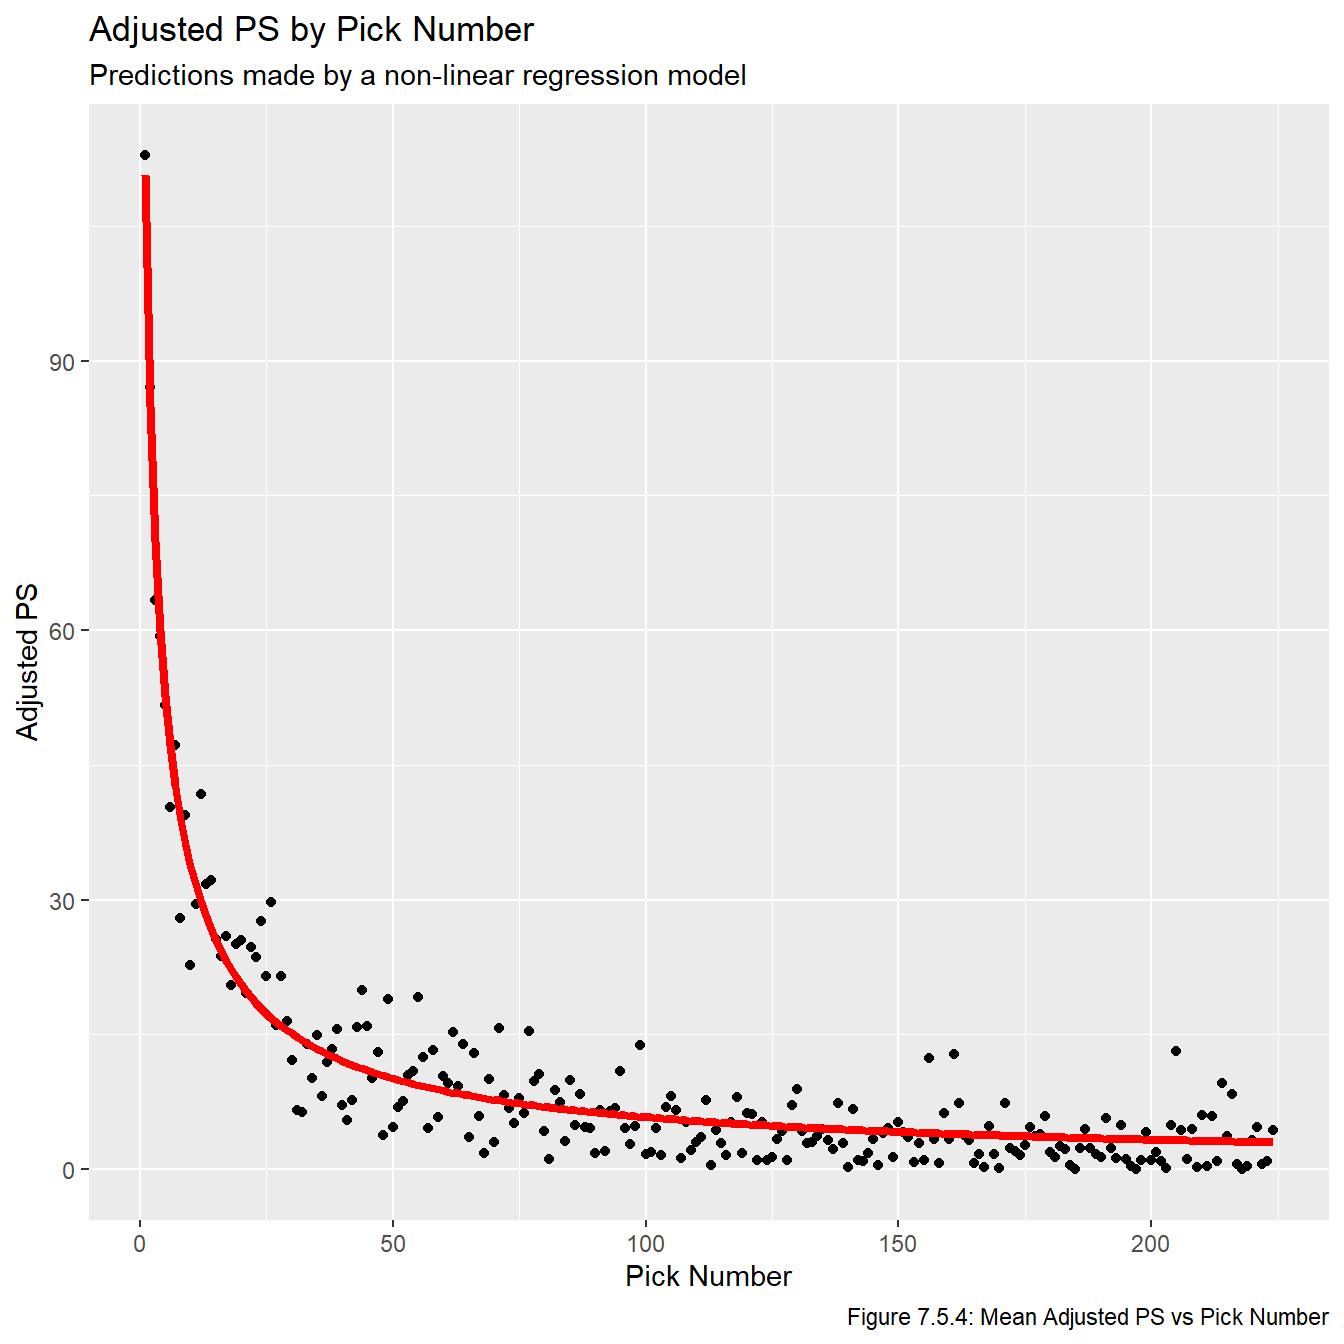 Adjusted PS by Pick Number
Predictions made by a non-linear regression model
Adjusted PS
90
60
30
0
0 50 100 150 200
Pick Number
Figure 7.5.4: Mean Adjusted PS vs Pick Number